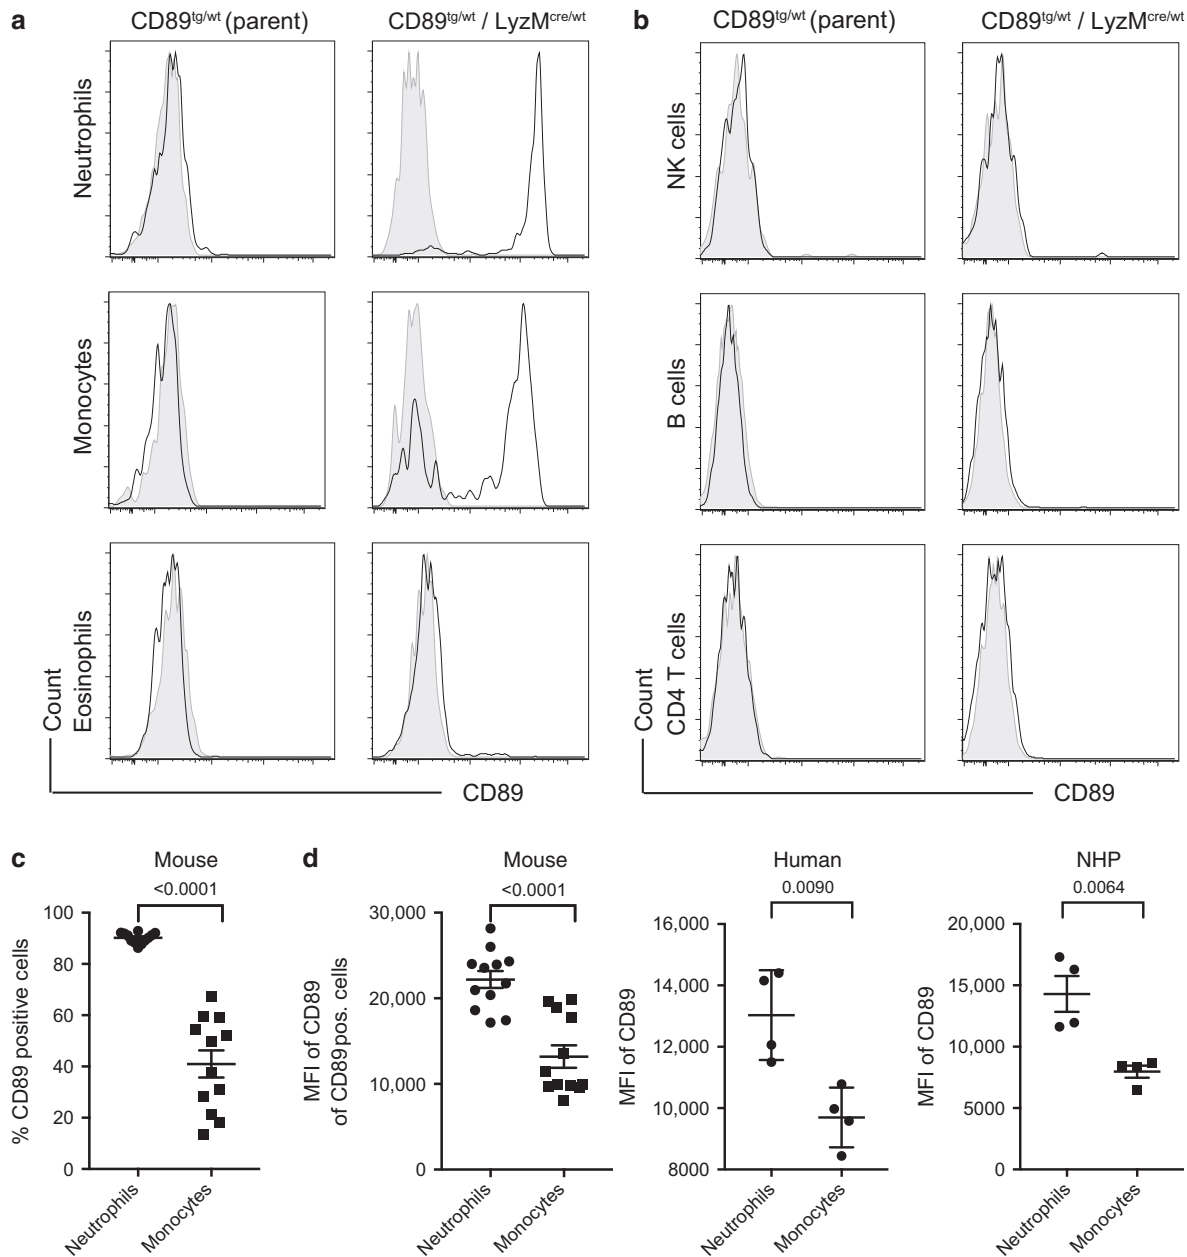 a
CD89tg/wt (parent)
CD89tg/wt / LyzMcre/wt
Neutrophils
Monocytes
Eosinophils
Count
CD89
b
CD89tg/wt (parent)
CD89tg/wt / LyzMcre/wt
NK cells
B cells
CD4 T cells
Count
CD89
c
Mouse
<0.0001
% CD89 positive cells
100
80
60
40
20
0
Neutrophils
Monocytes
d
Mouse
<0.0001
MFI of CD89
of CD89pos. cells
30,000
20,000
10,000
0
Neutrophils
Monocytes
Human
0.0090
MFI of CD89
16,000
14,000
12,000
10,000
8000
Neutrophils
Monocytes
NHP
0.0064
MFI of CD89
20,000
15,000
10,000
5000
0
Neutrophils
Monocytes